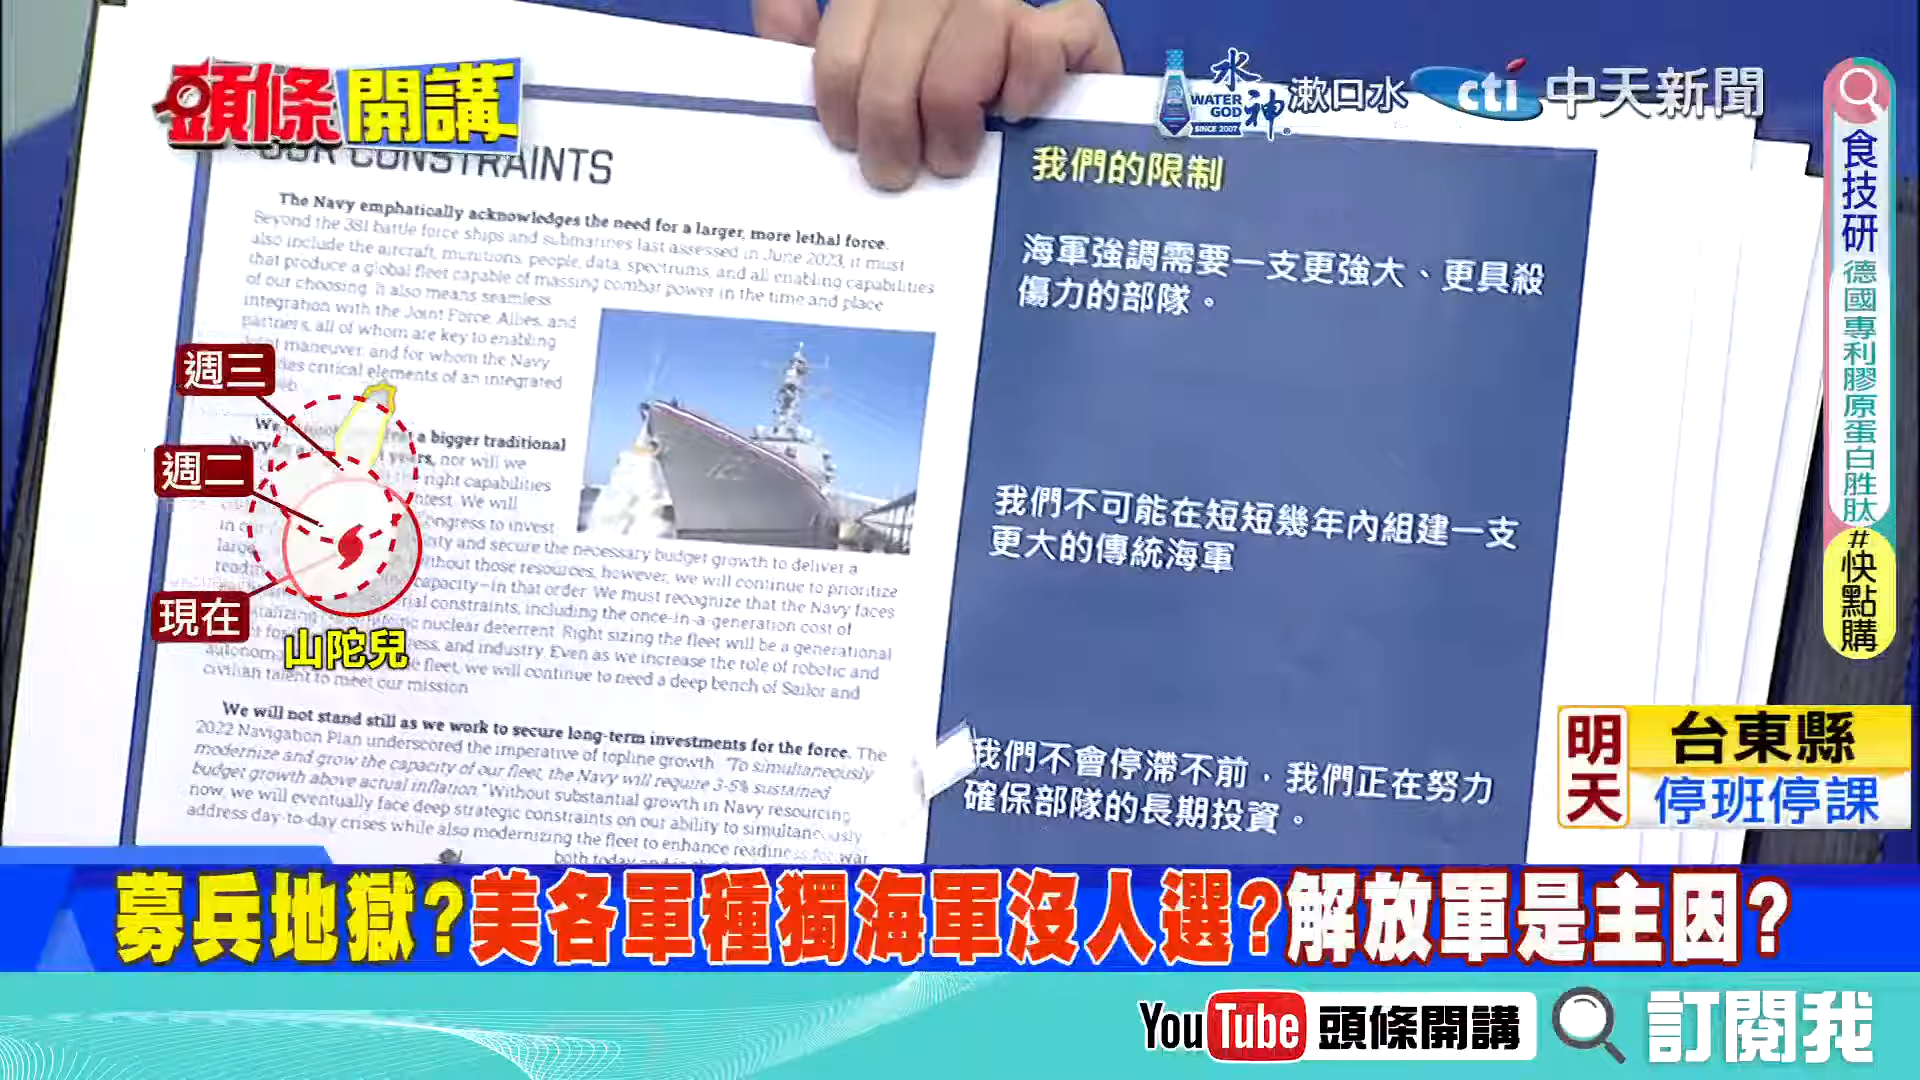 頭條開講
水神
WATER GOD
SINCE 2007
漱口水
cti 中天新聞
OUR CONSTRAINTS
The Navy emphatically acknowledges the need for a larger, more lethal force.
Beyond the 381 battle force ships and submarines last assessed in June 2023, it must
also include the aircraft, munitions, people, data, spectrums, and all enabling capabilities
that produce a global fleet capable of massing combat power in the time and place
of our choosing. It also means seamless
integration with the Joint Force, Allies, and
partners, all of whom are key to enabling
maneuver, and for whom the Navy
critical elements of an integrated
We a bigger traditional
Navy years, nor will we
right capabilities
We will
Congress to invest
in our and secure the necessary budget growth to deliver a
without those resources, however, we will continue to prioritize
capacity—in that order. We must recognize that the Navy faces
constraints, including the once-in-a-generation cost of
nuclear deterrent. Right sizing the fleet will be a generational
and industry. Even as we increase the role of robotic and
fleet, we will continue to need a deep bench of Sailor and
civilian talent to meet our mission.
We will not stand still as we work to secure long-term investments for the force. The
2022 Navigation Plan underscored the imperative of topline growth. "To simultaneously
modernize and grow the capacity of our fleet, the Navy will require 3-5% sustained
budget growth above actual inflation." Without substantial growth in Navy resourcing
now, we will eventually face deep strategic constraints on our ability to simultaneously
address day-to-day crises while also modernizing the fleet to enhance readiness for war
both today and
我們的限制
海軍強調需要一支更強大、更具殺
傷力的部隊。
我們不可能在短短幾年內組建一支
更大的傳統海軍
我們不會停滯不前，我們正在努力
確保部隊的長期投資。
週三
週二
現在
山陀兒
食技研
德國專利膠原蛋白胜肽
#快點購
明天
台東縣
停班停課
募兵地獄?美各軍種獨海軍沒人選?解放軍是主因?
YouTube 頭條開講
訂閱我